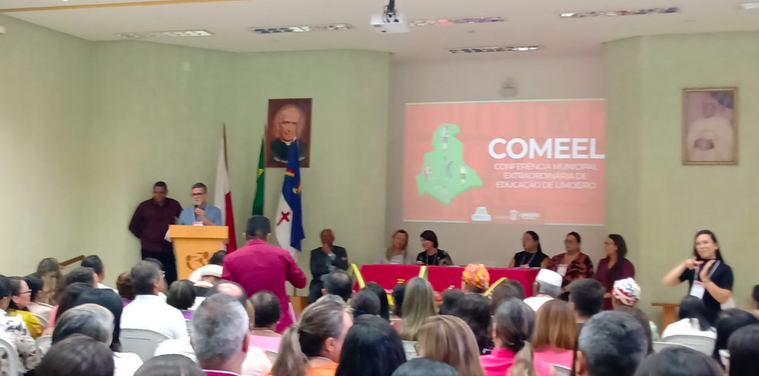 COMEEL
CONFERÊNCIA MUNICIPAL
EXTRAORDINÁRIA DE
EDUCAÇÃO DE LIMOEIRO